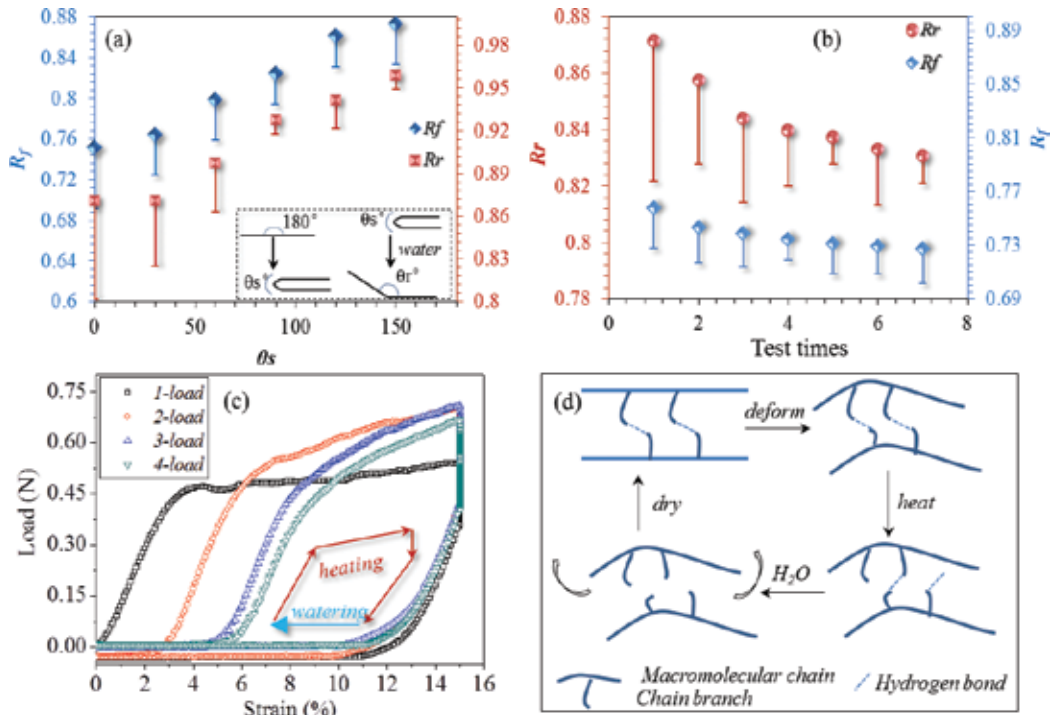 (a)
0.88
0.84
0.8
0.76
0.72
0.68
0.64
0.6
Rf
0.98
0.95
0.92
0.89
0.86
0.83
0.8
Rf
Rr
180°
θs°
θs°
water
θr°
0 50 100 150
θs
(b)
0.88
0.86
0.84
0.82
0.8
0.78
Rr
Rr
Rf
0.89
0.85
0.81
0.77
0.73
0.69
Rf
0 2 4 6 8
Test times
(c)
0.75
0.60
0.45
0.30
0.15
0.00
Load (N)
1-load
2-load
3-load
4-load
heating
watering
0 2 4 6 8 10 12 14 16
Strain (%)
(d)
deform
dry
heat
H2O
Macromolecular chain
Chain branch
Hydrogen bond